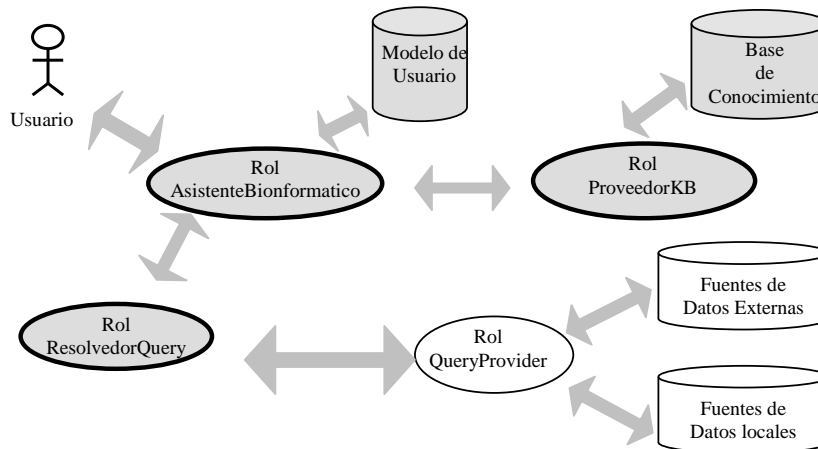 Modelo de
Usuario
Base
de
Conocimiento
Usuario
Rol
AsistenteBionformatico
Rol
ProveedorKB
Fuentes de
Datos Externas
Rol
ResolvedorQuery
Rol
QueryProvider
Fuentes de
Datos locales